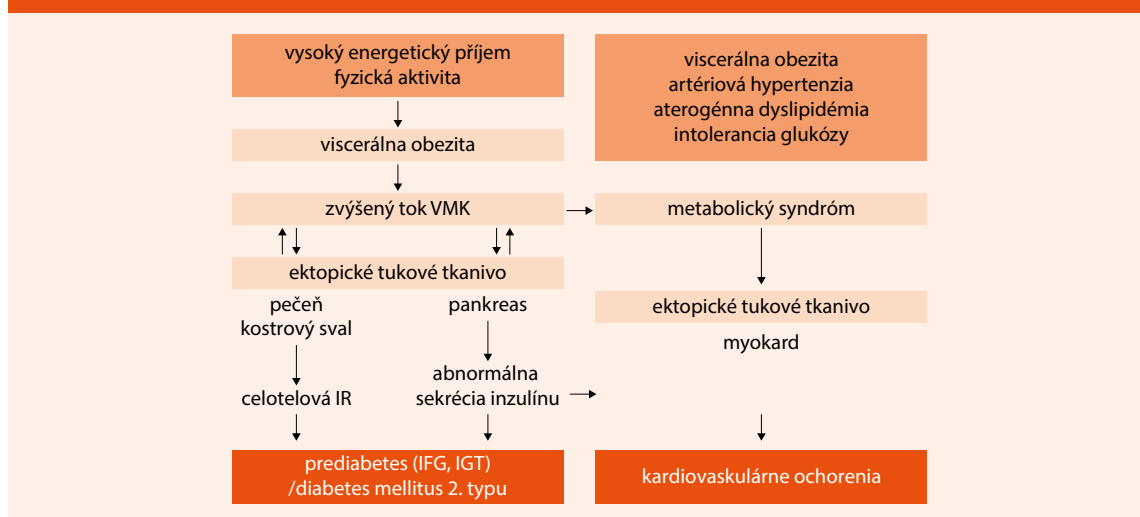 vysoký energetický příjem
fyzická aktivita
viscerálna obezita
zvýšený tok VMK
ektopické tukové tkanivo
pečeň
kostrový sval
pankreas
celotelová IR
abnormálna
sekrécia inzulínu
prediabetes (IFG, IGT)
/diabetes mellitus 2. typu
viscerálna obezita
artériová hypertenzia
aterogénna dyslipidémia
intolerancia glukózy
metabolický syndróm
ektopické tukové tkanivo
myokard
kardiovaskulárne ochorenia